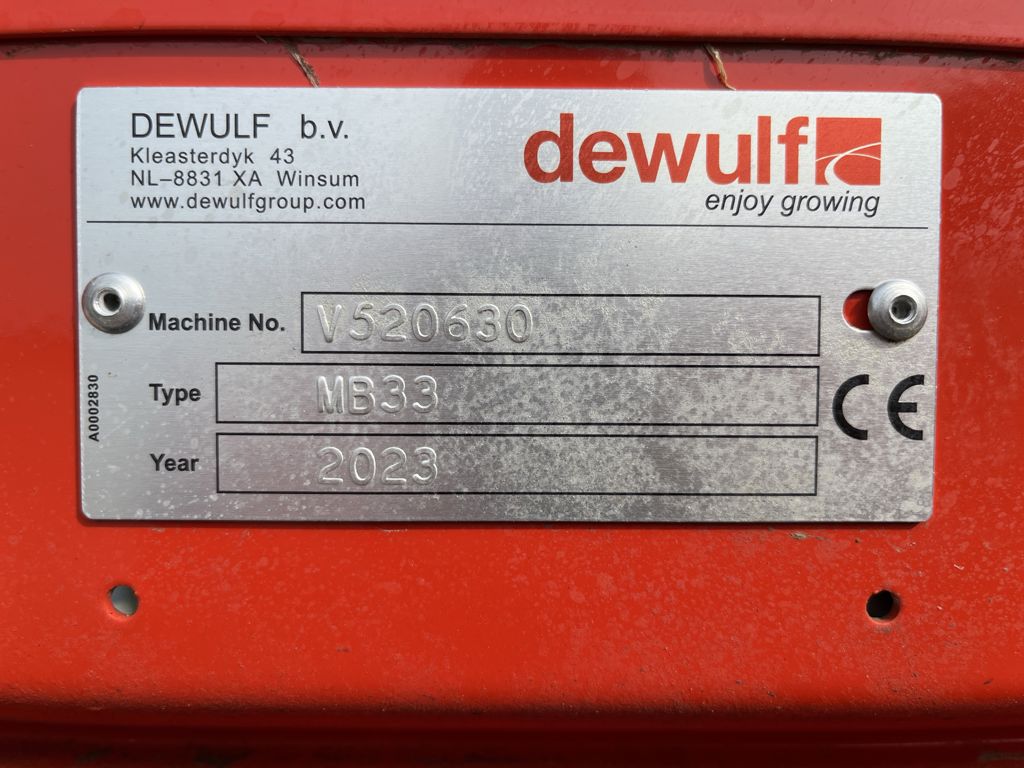 DEWULF b.v.
Kleasterdyk 43
NL–8831 XA Winsum
www.dewulfgroup.com
dewulf
enjoy growing
Machine No. V520630
Type MB33
Year 2023
A0002830
CE